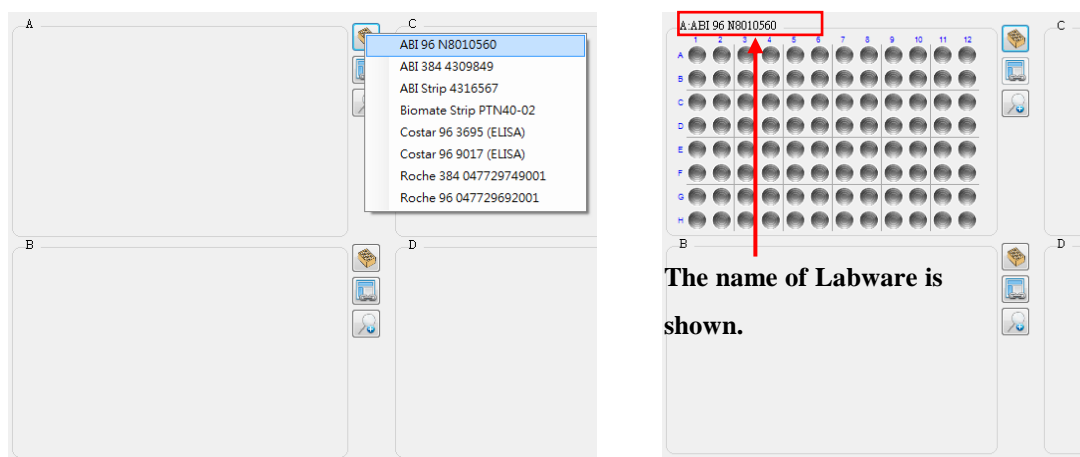 A
C
ABI 96 N8010560
ABI 384 4309849
ABI Strip 4316567
Biomate Strip PTN40-02
Costar 96 3695 (ELISA)
Costar 96 9017 (ELISA)
Roche 384 047729749001
Roche 96 047729692001
B
D
A:ABI 96 N8010560
C
1 2 3 4 5 6 7 8 9 10 11 12
A
B
C
D
E
F
G
H
B
D
The name of Labware is
shown.